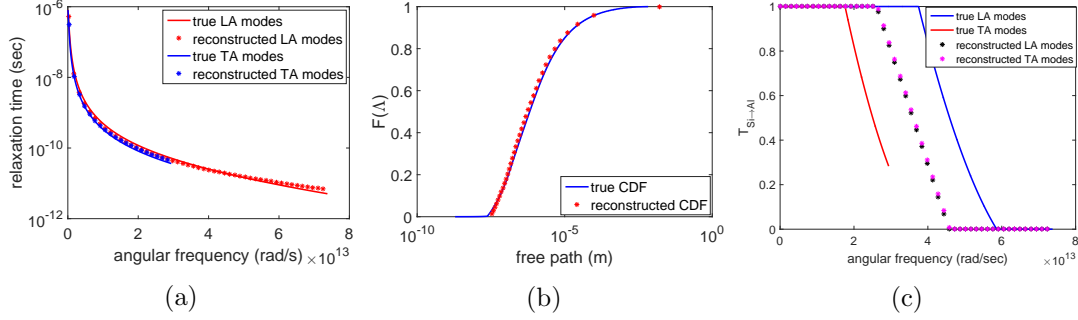 10^-6
10^-8
10^-10
10^-12
relaxation time (sec)
true LA modes
reconstructed LA modes
true TA modes
reconstructed TA modes
0 2 4 6 8
angular frequency (rad/s) ×10^13
(a)
1
0.8
0.6
0.4
0.2
0
F(Λ)
true CDF
reconstructed CDF
10^-10 10^-5 10^0
free path (m)
(b)
1
0.8
0.6
0.4
0.2
0
T_Si→Al
true LA modes
true TA modes
reconstructed LA modes
reconstructed TA modes
0 2 4 6 8
angular frequency (rad/sec) ×10^13
(c)